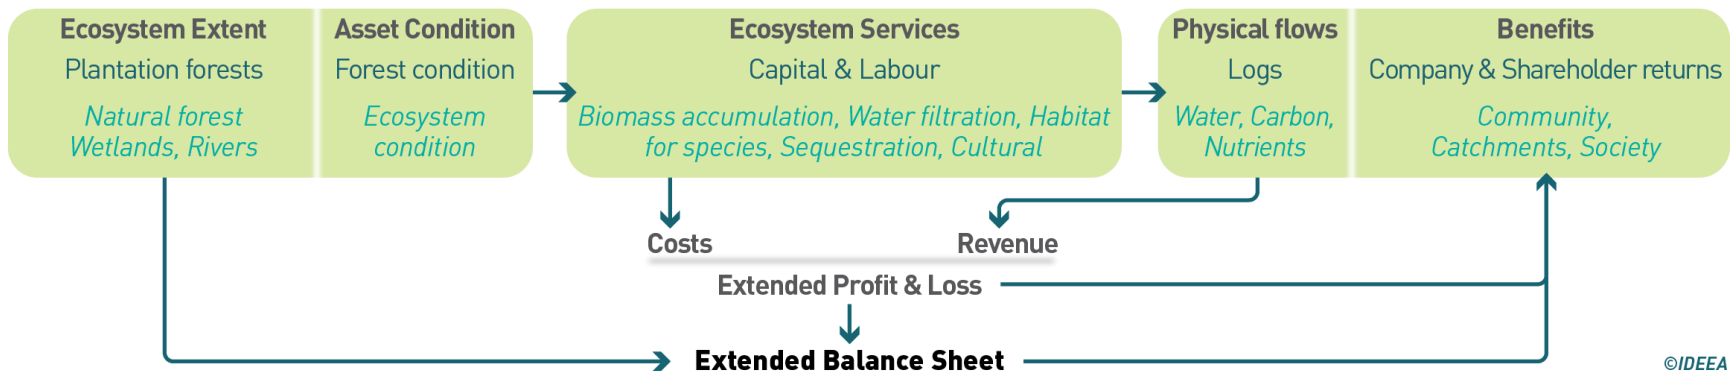 Ecosystem Extent
Plantation forests
Natural forest
Wetlands, Rivers
Asset Condition
Forest condition
Ecosystem
condition
Ecosystem Services
Capital & Labour
Biomass accumulation, Water filtration, Habitat
for species, Sequestration, Cultural
Physical flows
Logs
Water, Carbon,
Nutrients
Benefits
Company & Shareholder returns
Community,
Catchments, Society
Costs
Revenue
Extended Profit & Loss
Extended Balance Sheet
©IDEEA